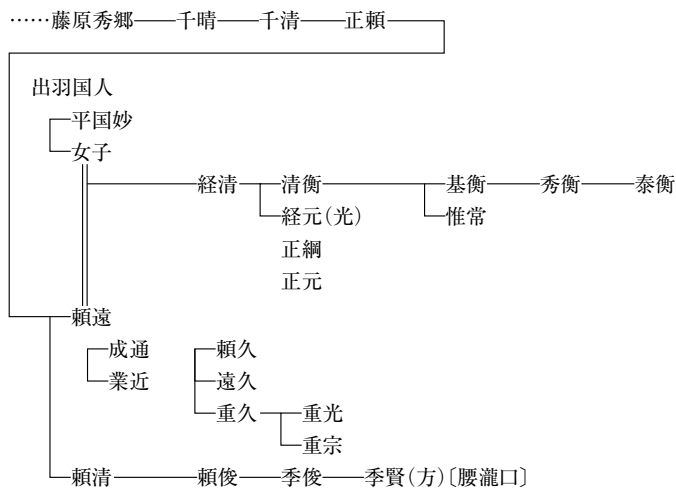 ……藤原秀郷 千晴 千清 正頼
出羽国人
平国妙
女子
経清 清衡 基衡 秀衡 泰衡
経元(光) 惟常
正綱
正元
頼遠
成通 頼久
業近 遠久
重久 重光
重宗
頼清 頼俊 季俊 季賢(方)〔腰瀧口〕